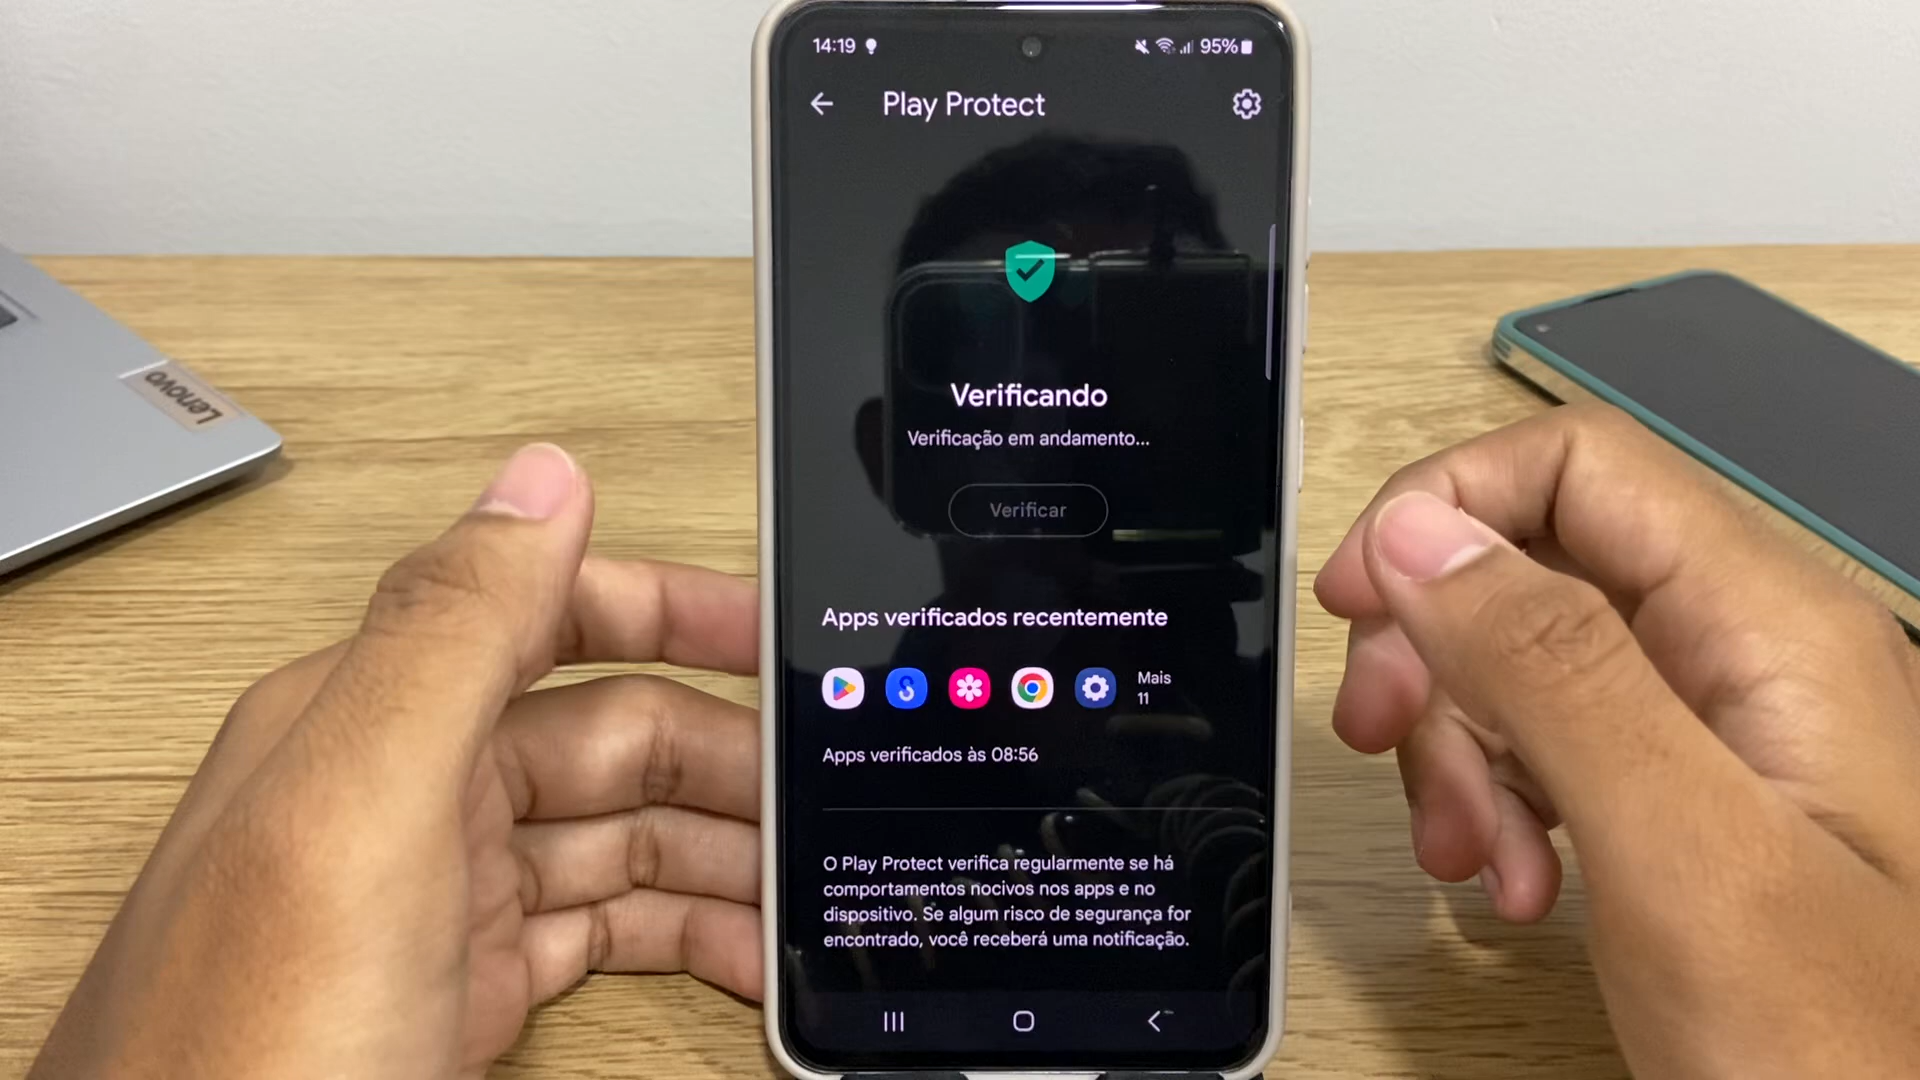 14:19
95%
Play Protect
Verificando
Verificação em andamento...
Verificar
Apps verificados recentemente
Mais
11
Apps verificados às 08:56
O Play Protect verifica regularmente se há
comportamentos nocivos nos apps e no
dispositivo. Se algum risco de segurança for
encontrado, você receberá uma notificação.
Lenovo